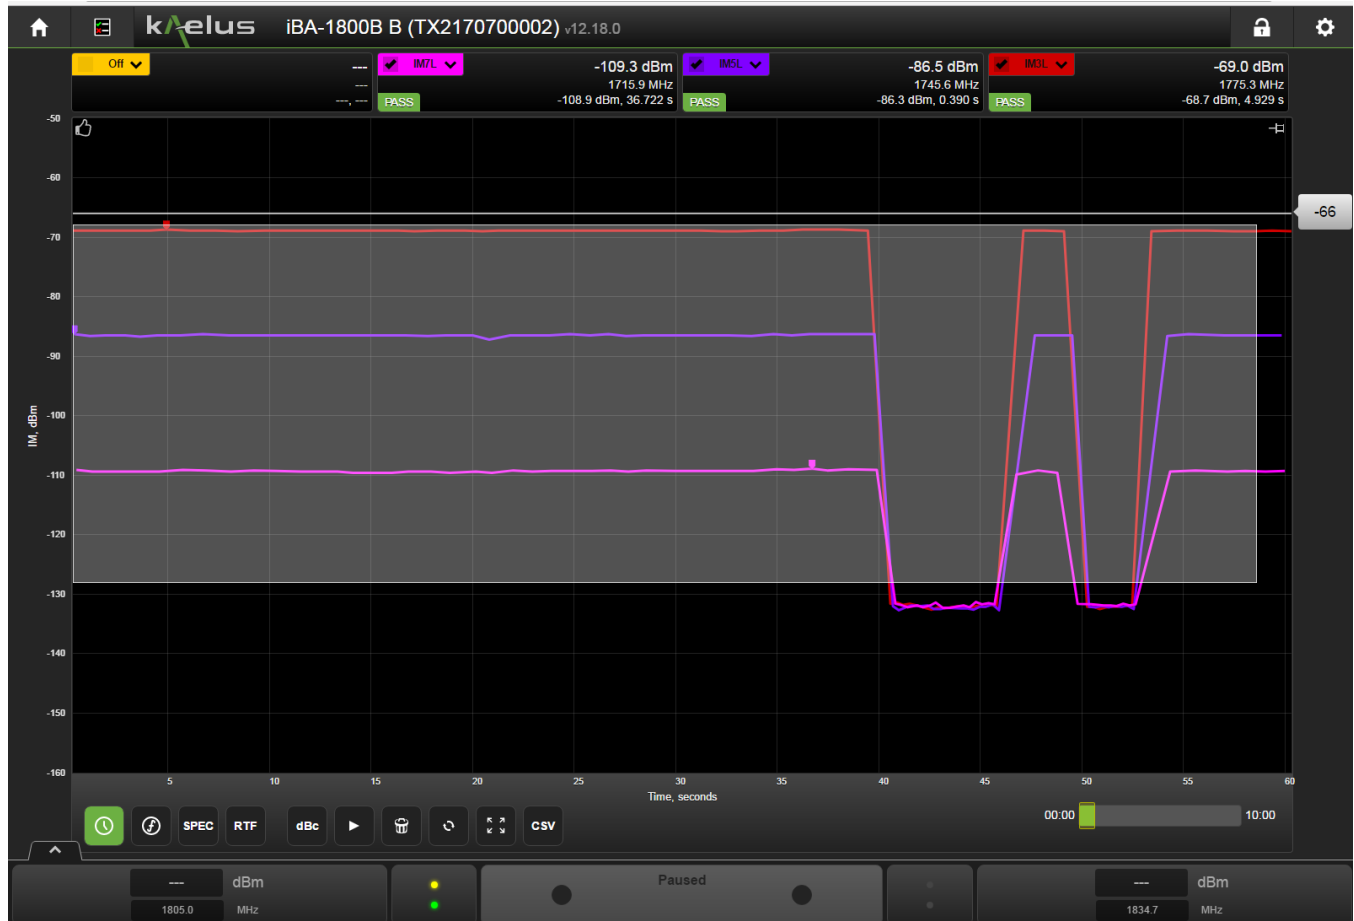 kaelus iBA-1800B B (TX2170700002) v12.18.0
Off
---
---
---, ---
IM7L
-109.3 dBm
1715.9 MHz
PASS -108.9 dBm, 36.722 s
IM5L
-86.5 dBm
1745.6 MHz
PASS -86.3 dBm, 0.390 s
IM3L
-69.0 dBm
1775.3 MHz
PASS -68.7 dBm, 4.929 s
-50
-60
-66
-70
-80
-90
-100
-110
-120
-130
-140
-150
-160
IM, dBm
5 10 15 20 25 30 35 40 45 50 55 60
Time, seconds
SPEC RTF dBc CSV
00:00 10:00
--- dBm
1805.0 MHz
Paused
--- dBm
1834.7 MHz